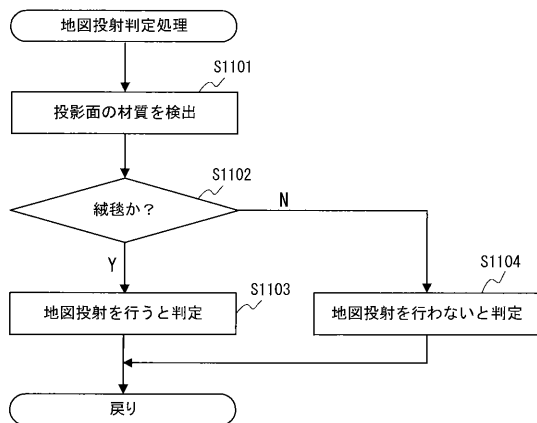 地図投射判定処理
S1101
投影面の材質を検出
S1102
絨毯か?
N
Y
S1103
地図投射を行うと判定
S1104
地図投射を行わないと判定
戻り